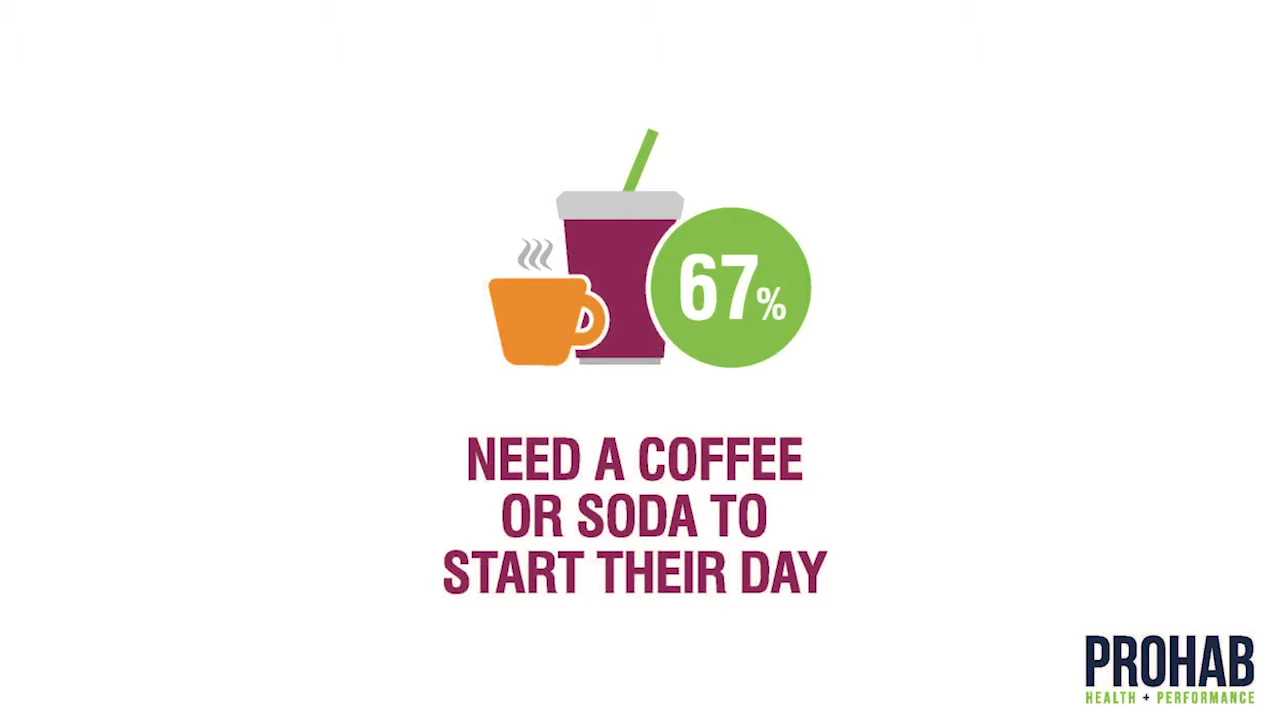 67%
NEED A COFFEE
OR SODA TO
START THEIR DAY
PROHAB
HEALTH + PERFORMANCE